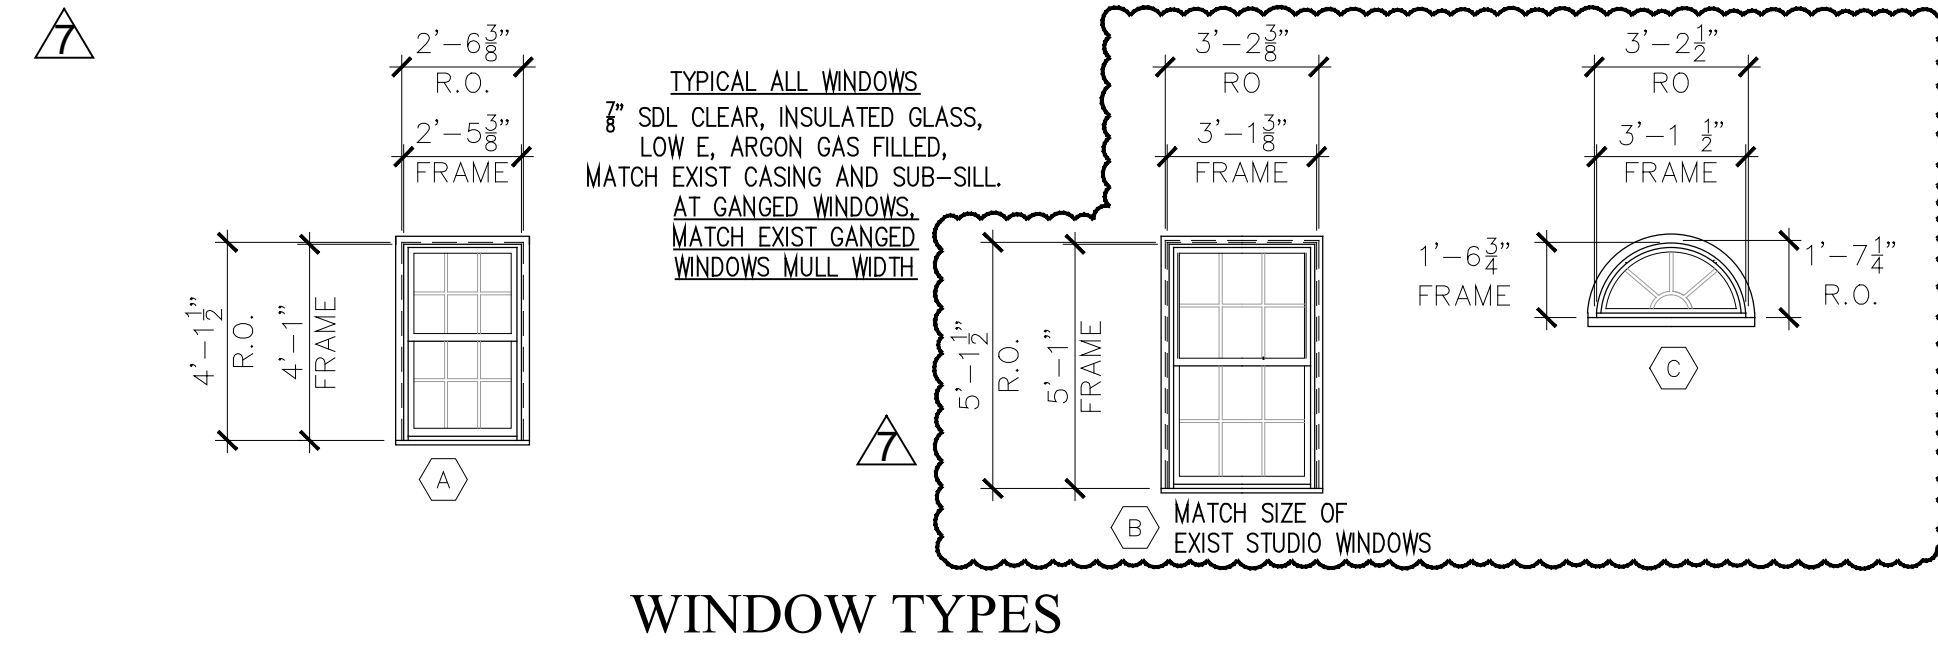 7
2'-6 3/8"
R.O.
2'-5 3/8"
FRAME
4'-1 1/2"
R.O.
4'-1"
FRAME
A
TYPICAL ALL WINDOWS
7/8" SDL CLEAR, INSULATED GLASS,
LOW E, ARGON GAS FILLED,
MATCH EXIST CASING AND SUB-SILL.
AT GANGED WINDOWS,
MATCH EXIST GANGED
WINDOWS MULL WIDTH
7
3'-2 3/8"
RO
3'-1 3/8"
FRAME
5'-1 1/2"
R.O.
5'-1"
FRAME
B
MATCH SIZE OF
EXIST STUDIO WINDOWS
3'-2 1/2"
RO
3'-1 1/2"
FRAME
1'-6 3/4"
FRAME
1'-7 1/4"
R.O.
C
WINDOW TYPES